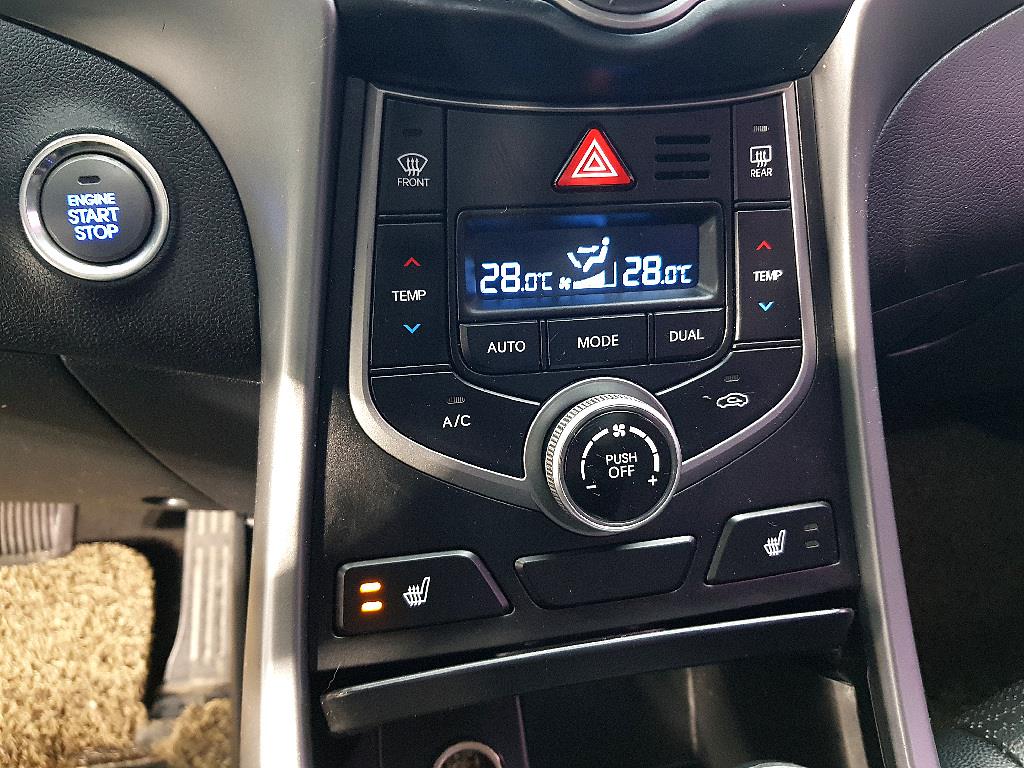 FRONT
REAR
ENGINE
START
STOP
TEMP
28.0℃
28.0℃
TEMP
AUTO
MODE
DUAL
A/C
PUSH
OFF
- +